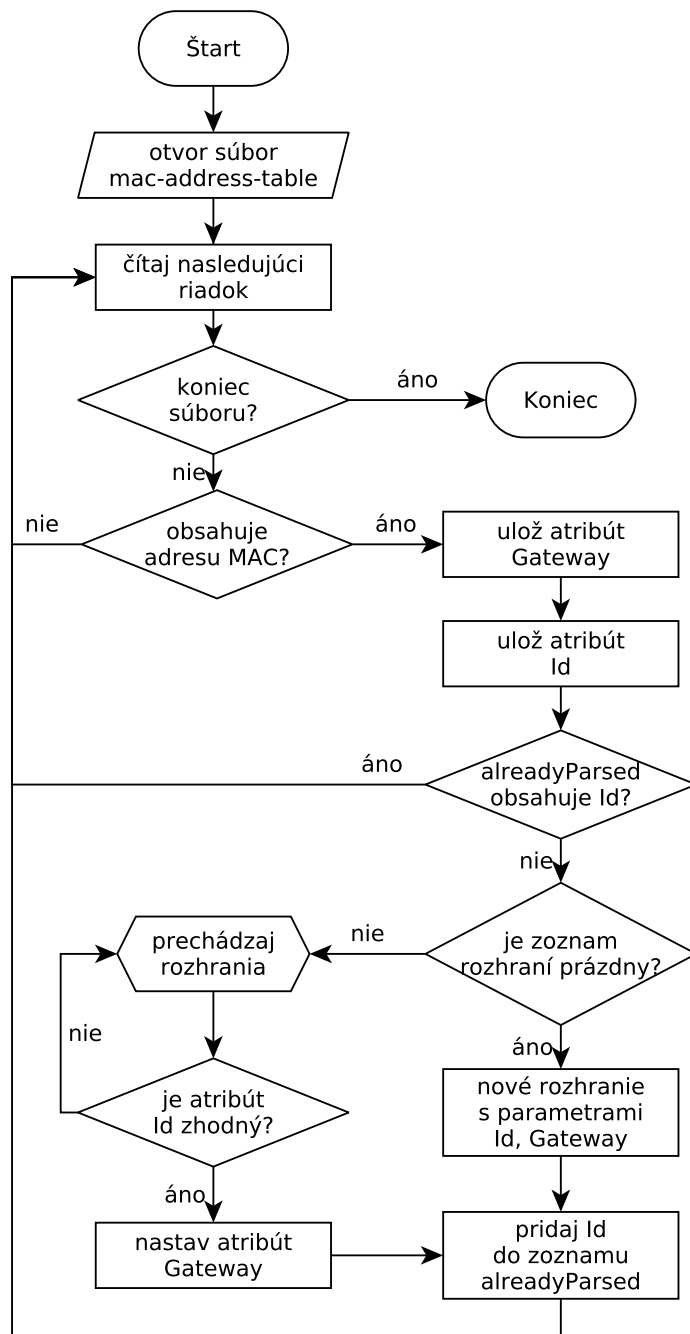 Štart
otvor súbor
mac-address-table
čítaj nasledujúci
riadok
koniec
súboru?
áno
Koniec
nie
nie
obsahuje
adresu MAC?
áno
ulož atribút
Gateway
ulož atribút
Id
áno
alreadyParsed
obsahuje Id?
nie
prechádzaj
rozhrania
nie
je zoznam
rozhraní prázdny?
nie
áno
je atribút
Id zhodný?
nové rozhranie
s parametrami
Id, Gateway
áno
nastav atribút
Gateway
pridaj Id
do zoznamu
alreadyParsed